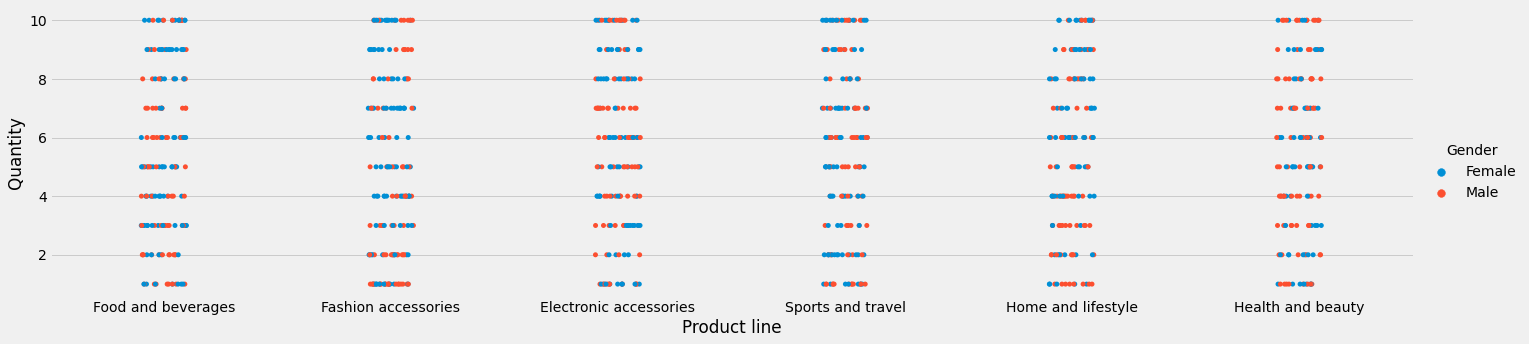 10
8
6
4
2
Quantity
Food and beverages
Fashion accessories
Electronic accessories
Sports and travel
Home and lifestyle
Health and beauty
Product line
Gender
Female
Male